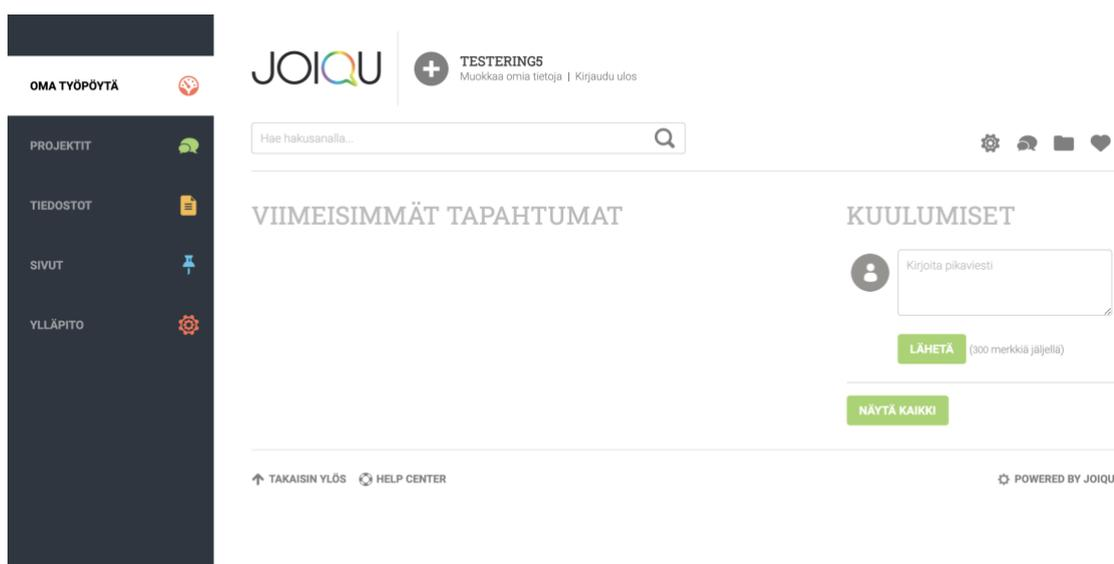 OMA TYÖPÖYTÄ
PROJEKTIT
TIEDOSTOT
SIVUT
YLLÄPITO
JOIQU
TESTERING5
Muokkaa omia tietoja | Kirjaudu ulos
Hae hakusanalla...
VIIMEISIMMÄT TAPAHTUMAT
KUULUMISET
Kirjoita pikaviesti
LÄHETÄ (300 merkkiä jäljellä)
NÄYTÄ KAIKKI
TAKAISIN YLÖS HELP CENTER
POWERED BY JOIQU